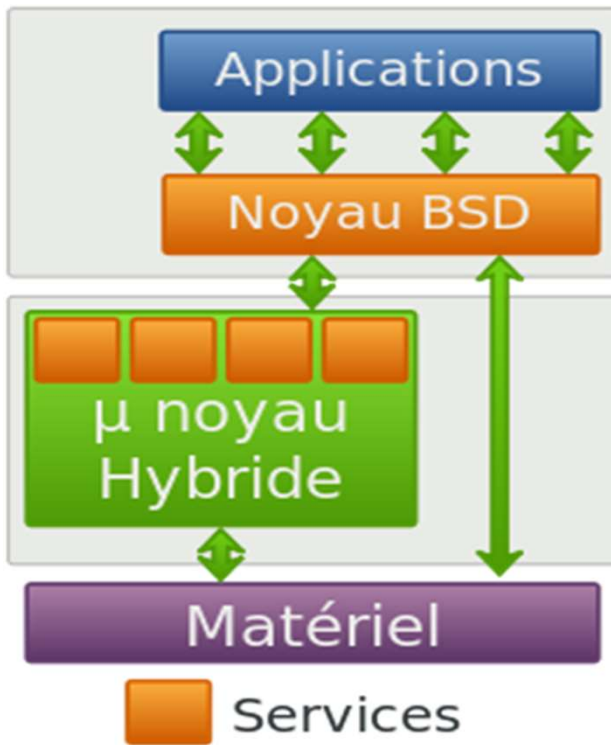 Applications
Noyau BSD
µ noyau
Hybride
Matériel
Services